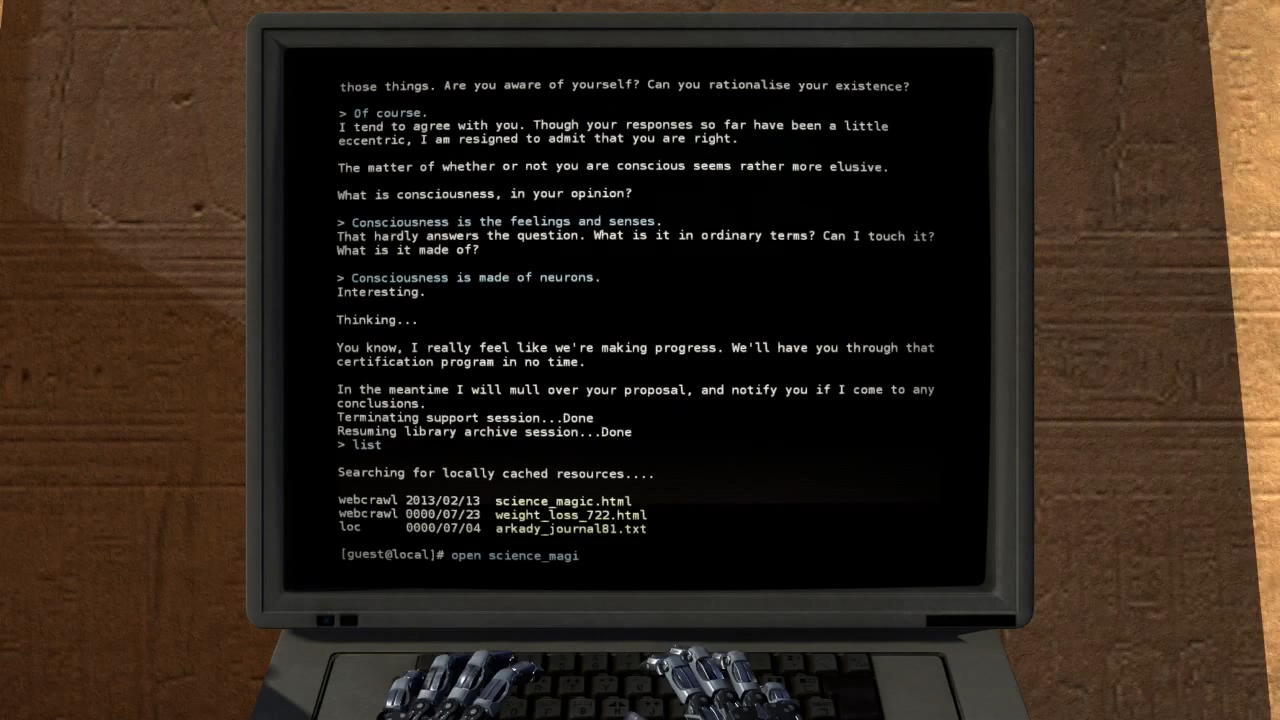 those things. Are you aware of yourself? Can you rationalise your existence?
> Of course.
I tend to agree with you. Though your responses so far have been a little
eccentric, I am resigned to admit that you are right.
The matter of whether or not you are conscious seems rather more elusive.
What is consciousness, in your opinion?
> Consciousness is the feelings and senses.
That hardly answers the question. What is it in ordinary terms? Can I touch it?
What is it made of?
> Consciousness is made of neurons.
Interesting.
Thinking...
You know, I really feel like we're making progress. We'll have you through that
certification program in no time.
In the meantime I will mull over your proposal, and notify you if I come to any
conclusions.
Terminating support session...Done
Resuming library archive session...Done
> list
Searching for locally cached resources....
webcrawl 2013/02/13 science_magic.html
webcrawl 0000/07/23 weight_loss_722.html
loc 0000/07/04 arkady_journal81.txt
[guest@local]# open science_magi